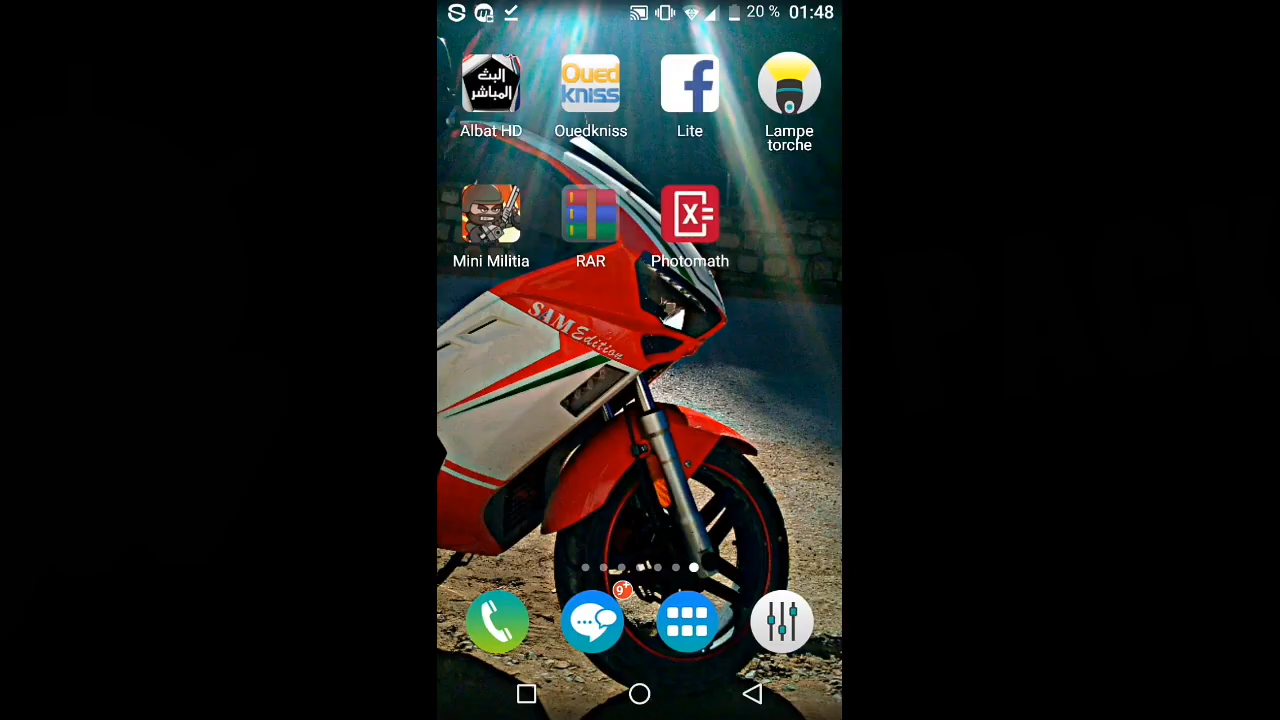 20 % 01:48
البث
المباشر
Oued
kniss
Albat HD
Ouedkniss
Lite
Lampe
torche
Mini Militia
RAR
Photomath
SAM Edition
9+